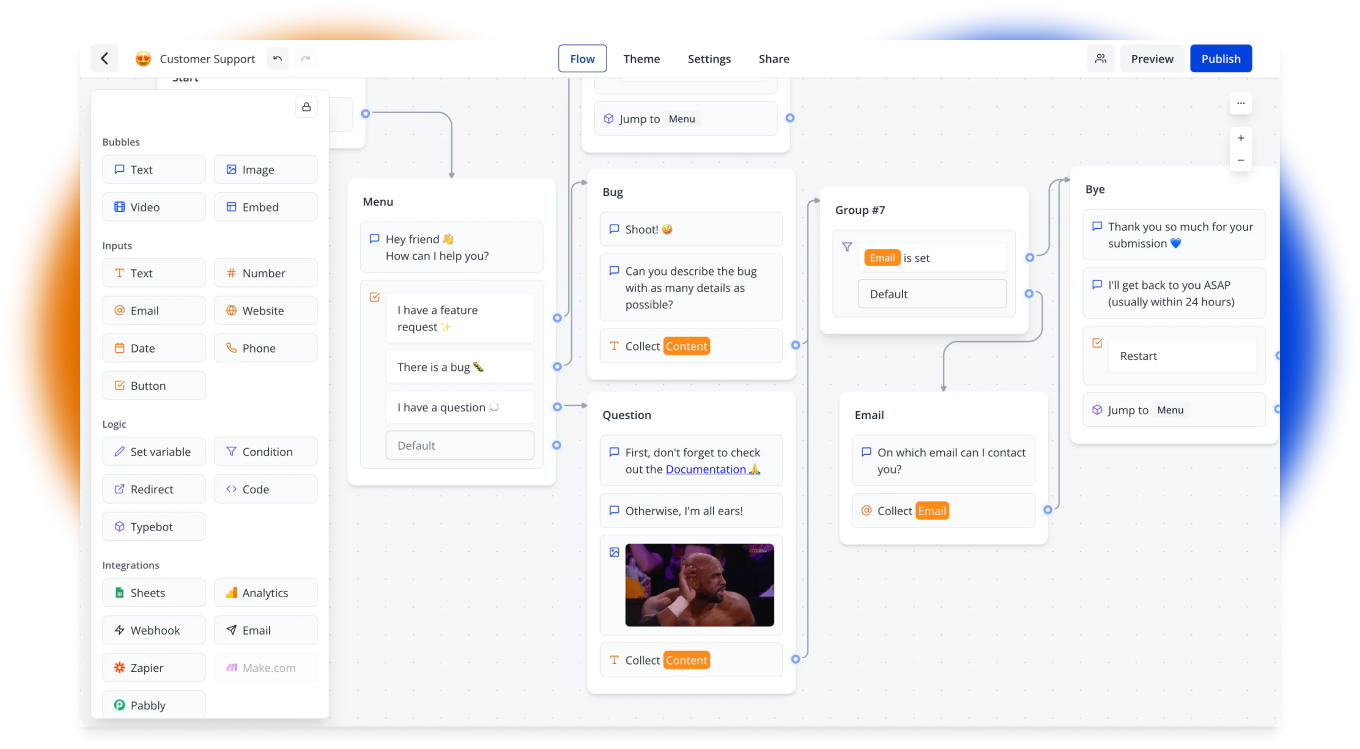 Customer Support
Flow
Theme
Settings
Share
Preview
Publish
Start
Bubbles
Text
Image
Video
Embed
Inputs
Text
Number
Email
Website
Date
Phone
Button
Logic
Set variable
Condition
Redirect
Code
Typebot
Integrations
Sheets
Analytics
Webhook
Email
Zapier
Make.com
Pabbly
Menu
Hey friend 👋
How can I help you?
I have a feature
request ✨
There is a bug 🐛
I have a question 💭
Default
Jump to Menu
Bug
Shoot! 🤪
Can you describe the bug
with as many details as
possible?
Collect Content
Question
First, don't forget to check
out the Documentation 🙏
Otherwise, I'm all ears!
Collect Content
Group #7
Email is set
Default
Email
On which email can I contact
you?
Collect Email
Bye
Thank you so much for your
submission 💙
I'll get back to you ASAP
(usually within 24 hours)
Restart
Jump to Menu